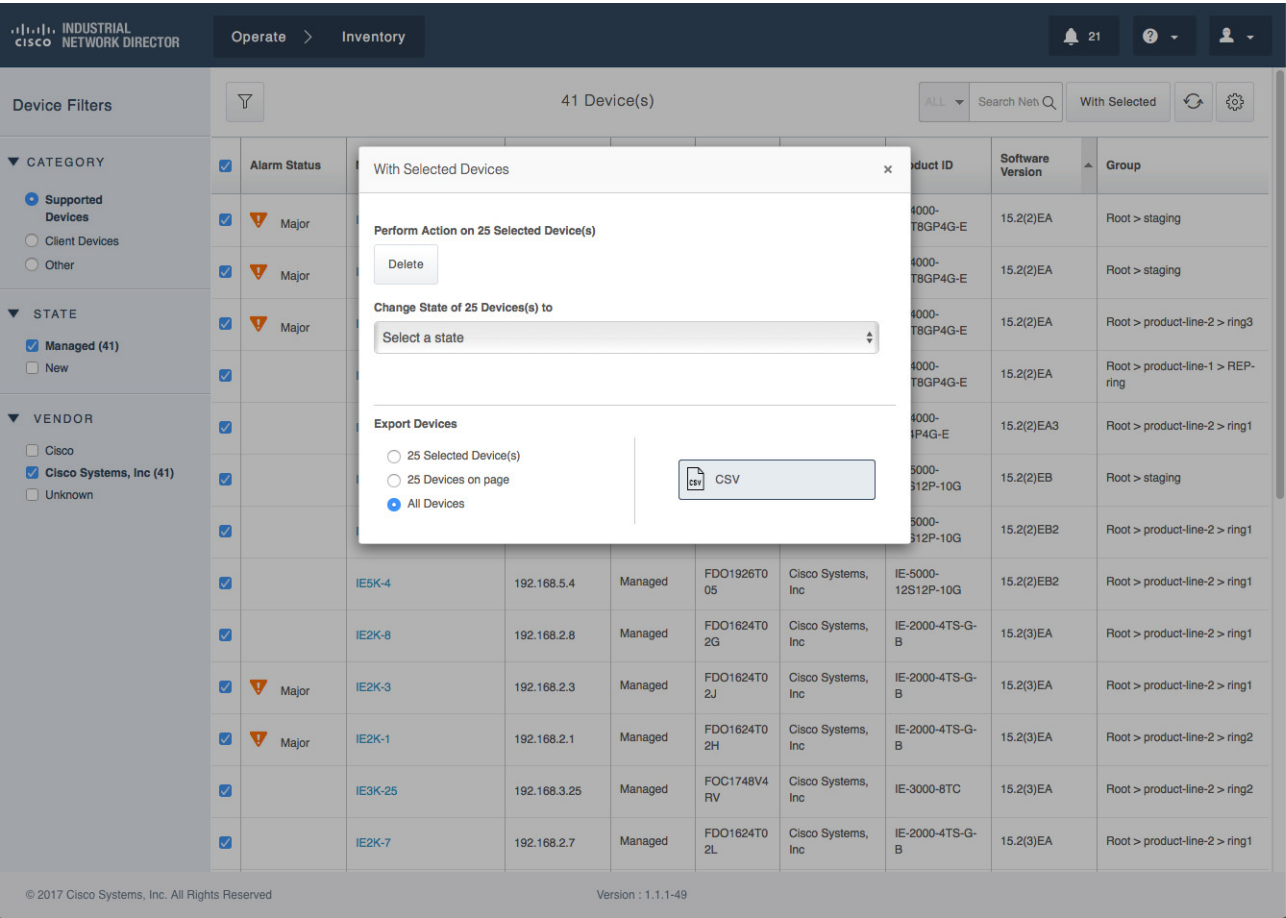 INDUSTRIAL
CISCO NETWORK DIRECTOR
Operate > Inventory
21
Device Filters
41 Device(s)
ALL
Search Netw
With Selected
CATEGORY
Supported
Devices
Client Devices
Other
STATE
Managed (41)
New
VENDOR
Cisco
Cisco Systems, Inc (41)
Unknown
Alarm Status
Software
Version
Group
With Selected Devices
×
Perform Action on 25 Selected Device(s)
Delete
Change State of 25 Devices(s) to
Select a state
Export Devices
25 Selected Device(s)
25 Devices on page
All Devices
CSV
CSV
Major 15.2(2)EA Root > staging
Major 15.2(2)EA Root > staging
Major 15.2(2)EA Root > product-line-2 > ring3
15.2(2)EA Root > product-line-1 > REP-
ring
15.2(2)EA3 Root > product-line-2 > ring1
15.2(2)EB Root > staging
15.2(2)EB2 Root > product-line-2 > ring1
IE5K-4 192.168.5.4 Managed FDO1926T0
05 Cisco Systems,
Inc IE-5000-
12S12P-10G 15.2(2)EB2 Root > product-line-2 > ring1
IE2K-8 192.168.2.8 Managed FDO1624T0
2G Cisco Systems,
Inc IE-2000-4TS-G-
B 15.2(3)EA Root > product-line-2 > ring1
Major IE2K-3 192.168.2.3 Managed FDO1624T0
2J Cisco Systems,
Inc IE-2000-4TS-G-
B 15.2(3)EA Root > product-line-2 > ring1
Major IE2K-1 192.168.2.1 Managed FDO1624T0
2H Cisco Systems,
Inc IE-2000-4TS-G-
B 15.2(3)EA Root > product-line-2 > ring2
IE3K-25 192.168.3.25 Managed FOC1748V4
RV Cisco Systems,
Inc IE-3000-8TC 15.2(3)EA Root > product-line-2 > ring2
IE2K-7 192.168.2.7 Managed FDO1624T0
2L Cisco Systems,
Inc IE-2000-4TS-G-
B 15.2(3)EA Root > product-line-2 > ring1
© 2017 Cisco Systems, Inc. All Rights Reserved
Version : 1.1.1-49